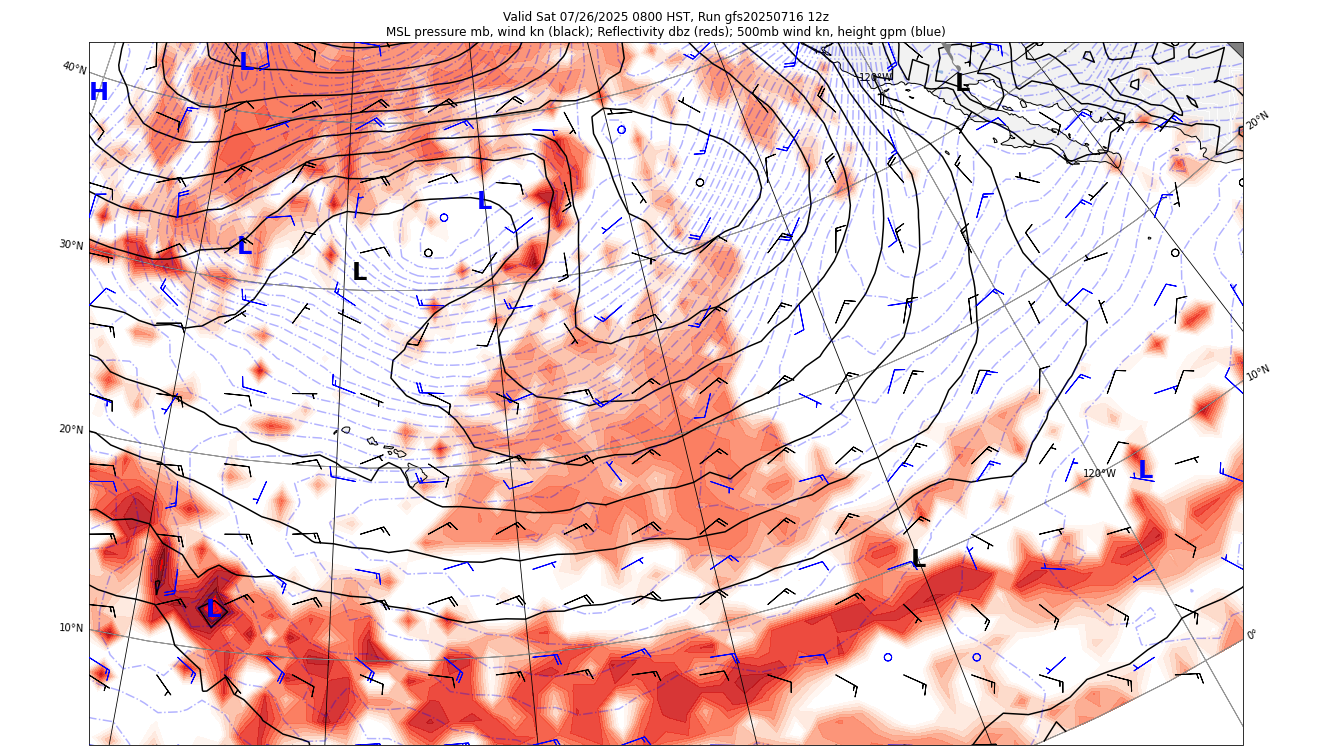 Valid Sat 07/26/2025 0800 HST, Run gfs20250716 12z
MSL pressure mb, wind kn (black); Reflectivity dbz (reds); 500mb wind kn, height gpm (blue)
L
40°N
120°W
L
H
20°N
L
30°N
L
L
10°N
20°N
120°W
L
L
L
10°N
0°